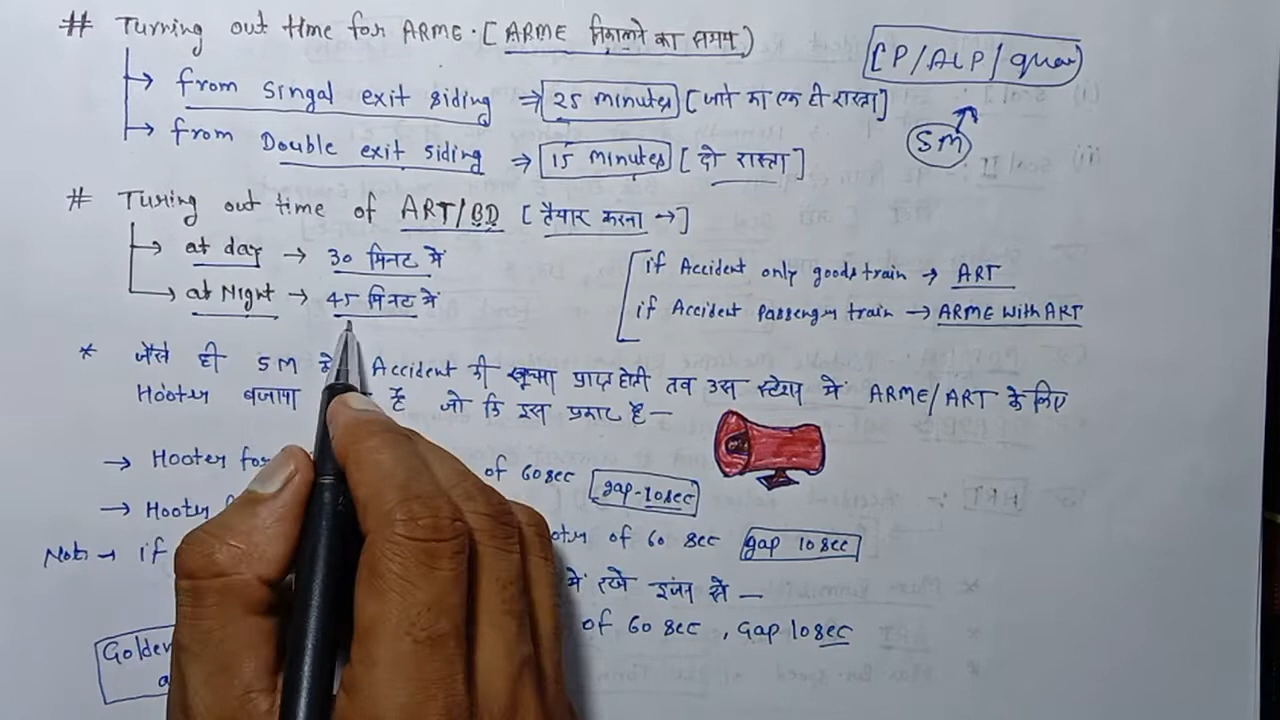 # Turning out time for ARME. [ARME निकालने का समय)
[CP/ALP/guard)
→ from Singal exit siding ⇒ 25 minutes [जाने का एक ही रास्ता]
SM
→ from Double exit siding ⇒ 15 minutes [दो रास्ता]
# Turing out time of ART/BD [तैयार करना →]
→ at day → 30 मिनट में
→ at Night → 45 मिनट में
if Accident only goods train → ART
if Accident Passenger train → ARME with ART
* जैसे ही SM Accident की सूचना प्राप्त होती तब उस स्टेशन में ARME/ART के लिए
Hooter बजाया है जो कि इस प्रकार है —
→ Hooter for of 60 sec gap-10sec
→ Hooter of 60 sec gap 10 sec
Note → if
में रखे इंजन से —
of 60 sec, Gap 10 sec
Golden